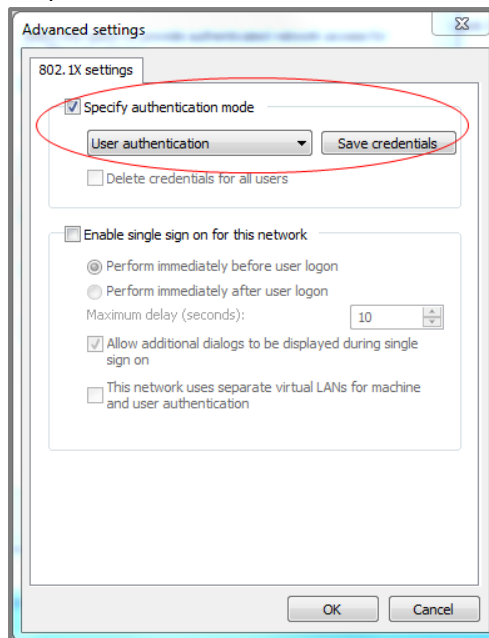 Advanced settings
802.1X settings
Specify authentication mode
User authentication
Save credentials
Delete credentials for all users
Enable single sign on for this network
Perform immediately before user logon
Perform immediately after user logon
Maximum delay (seconds):
10
Allow additional dialogs to be displayed during single
sign on
This network uses separate virtual LANs for machine
and user authentication
OK
Cancel